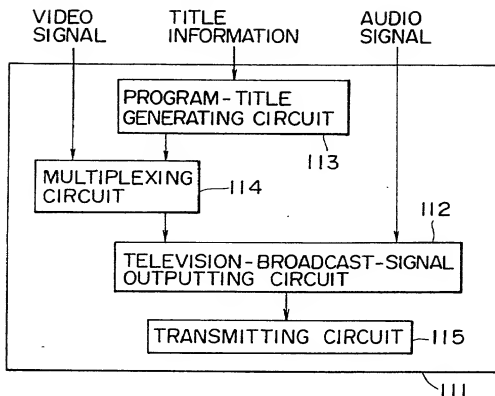 VIDEO SIGNAL
TITLE INFORMATION
AUDIO SIGNAL
PROGRAM-TITLE
GENERATING CIRCUIT
113
MULTIPLEXING
CIRCUIT
114
112
TELEVISION-BROADCAST-SIGNAL
OUTPUTTING CIRCUIT
TRANSMITTING CIRCUIT
115
111